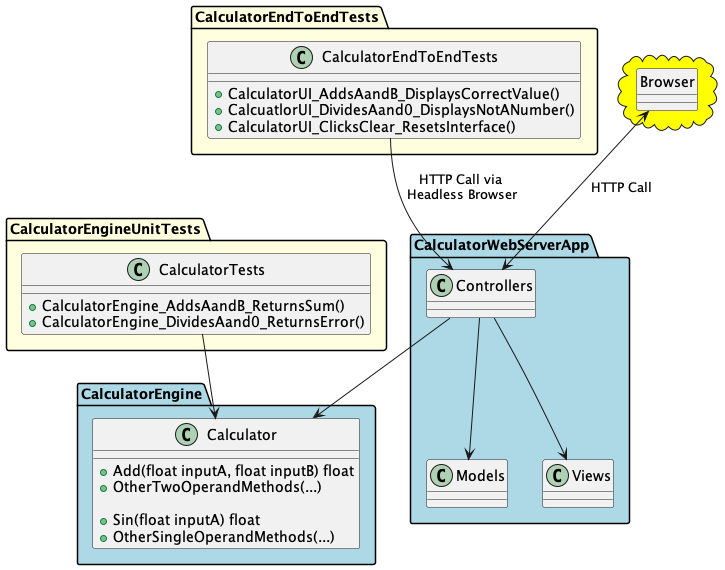 CalculatorEndToEndTests
C CalculatorEndToEndTests
CalculatorUI_AddsAandB_DisplaysCorrectValue()
CalcuatlorUI_DividesAand0_DisplaysNotANumber()
CalculatorUI_ClicksClear_ResetsInterface()
Browser
HTTP Call via
Headless Browser
HTTP Call
CalculatorEngineUnitTests
C CalculatorTests
CalculatorEngine_AddsAandB_ReturnsSum()
CalculatorEngine_DividesAand0_ReturnsError()
CalculatorWebServerApp
C Controllers
CalculatorEngine
C Calculator
Add(float inputA, float inputB) float
OtherTwoOperandMethods(...)
Sin(float inputA) float
OtherSingleOperandMethods(...)
C Models
C Views